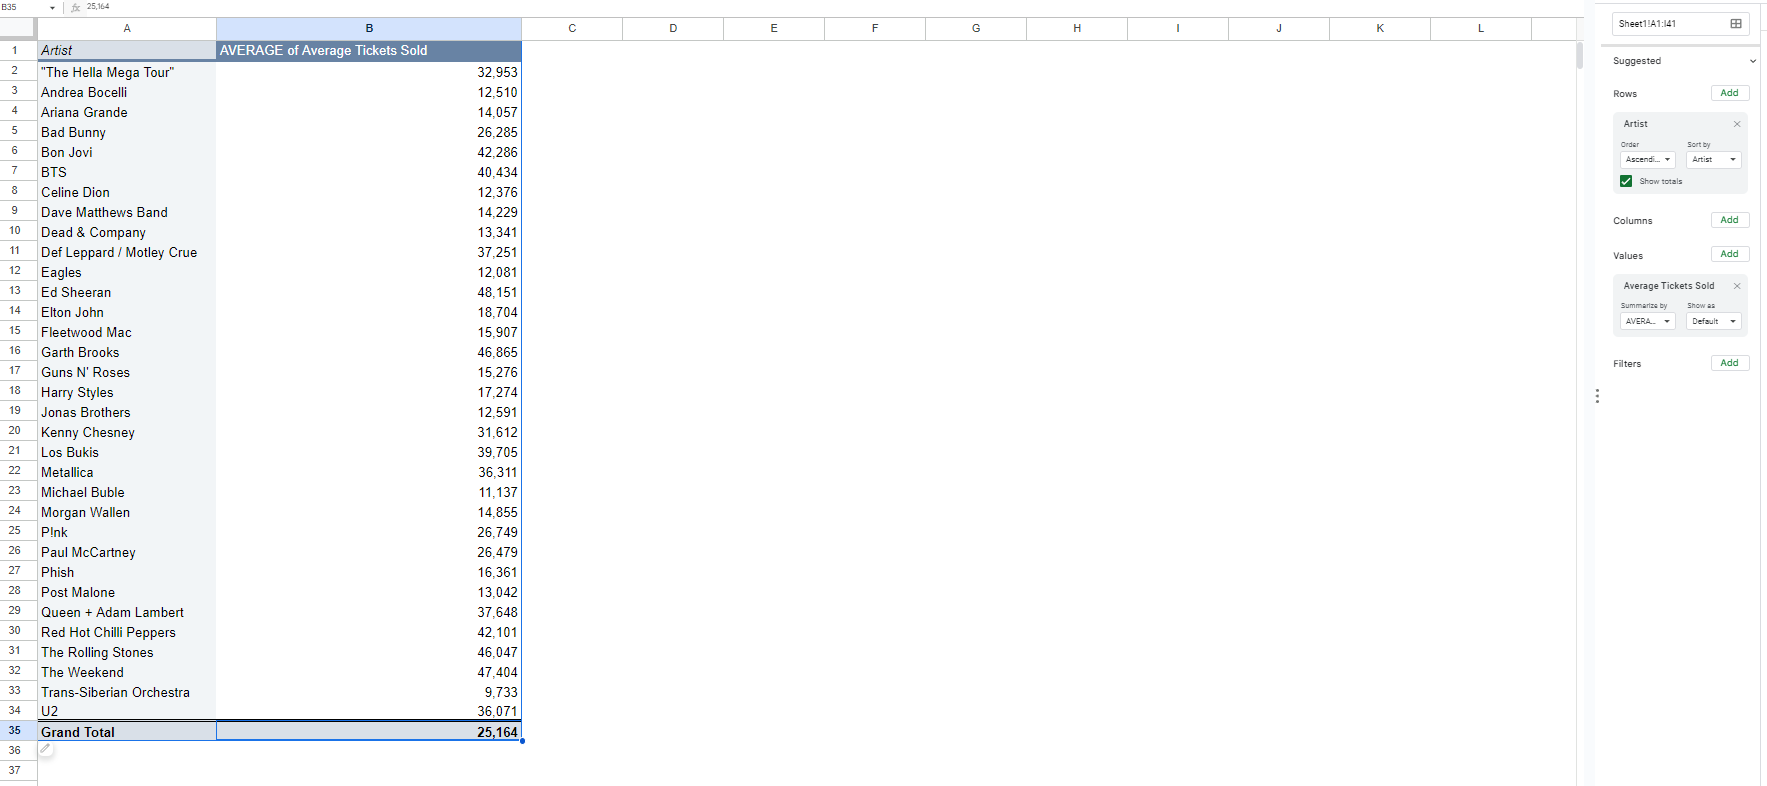 B35 fx 25,164
A B C D E F G H I J K L
1 Artist AVERAGE of Average Tickets Sold
2 "The Hella Mega Tour" 32,953
3 Andrea Bocelli 12,510
4 Ariana Grande 14,057
5 Bad Bunny 26,285
6 Bon Jovi 42,286
7 BTS 40,434
8 Celine Dion 12,376
9 Dave Matthews Band 14,229
10 Dead & Company 13,341
11 Def Leppard / Motley Crue 37,251
12 Eagles 12,081
13 Ed Sheeran 48,151
14 Elton John 18,704
15 Fleetwood Mac 15,907
16 Garth Brooks 46,865
17 Guns N' Roses 15,276
18 Harry Styles 17,274
19 Jonas Brothers 12,591
20 Kenny Chesney 31,612
21 Los Bukis 39,705
22 Metallica 36,311
23 Michael Buble 11,137
24 Morgan Wallen 14,855
25 P!nk 26,749
26 Paul McCartney 26,479
27 Phish 16,361
28 Post Malone 13,042
29 Queen + Adam Lambert 37,648
30 Red Hot Chilli Peppers 42,101
31 The Rolling Stones 46,047
32 The Weekend 47,404
33 Trans-Siberian Orchestra 9,733
34 U2 36,071
35 Grand Total 25,164
36
37
Sheet1!A1:I41
Suggested
Rows Add
Artist
Order Sort by
Ascendi... Artist
Show totals
Columns Add
Values Add
Average Tickets Sold
Summarize by Show as
AVERA... Default
Filters Add